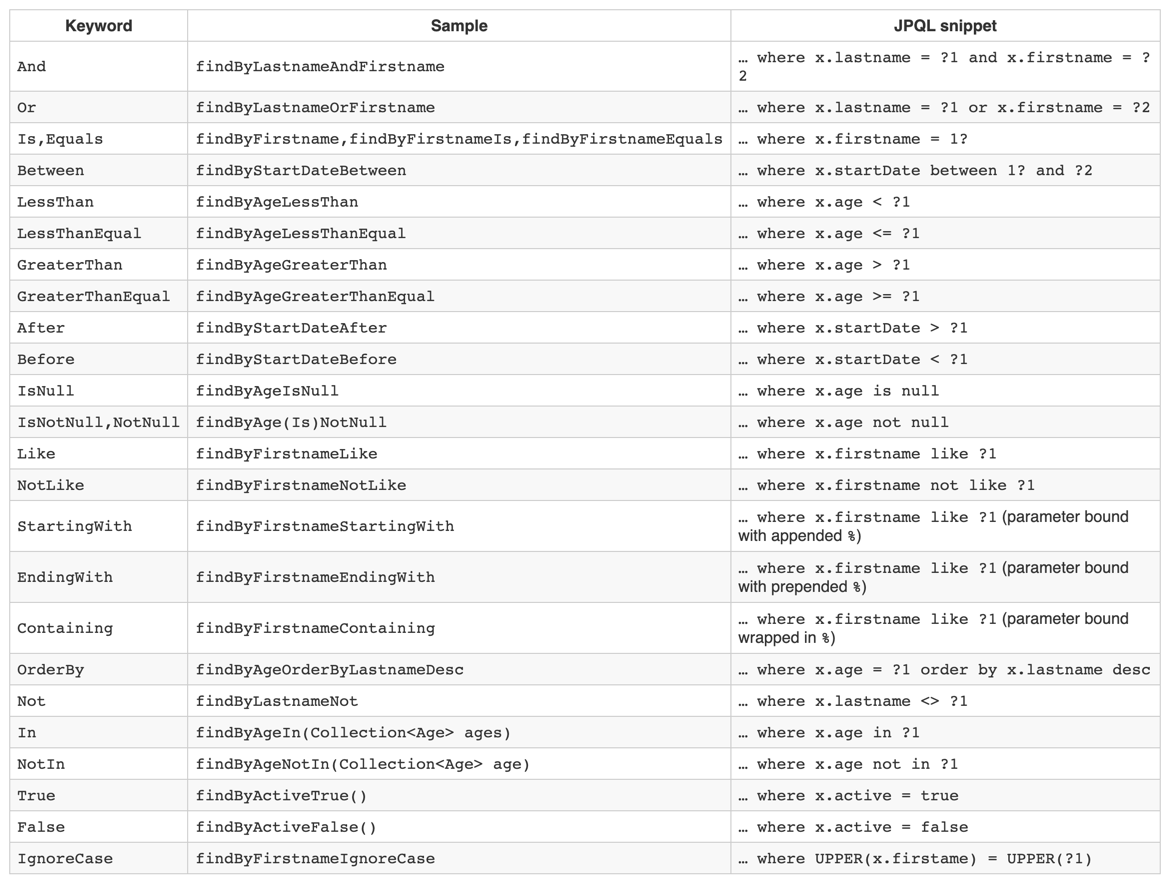 Keyword Sample JPQL snippet
And findByLastnameAndFirstname … where x.lastname = ?1 and x.firstname = ?
2
Or findByLastnameOrFirstname … where x.lastname = ?1 or x.firstname = ?2
Is,Equals findByFirstname,findByFirstnameIs,findByFirstnameEquals … where x.firstname = 1?
Between findByStartDateBetween … where x.startDate between 1? and ?2
LessThan findByAgeLessThan … where x.age < ?1
LessThanEqual findByAgeLessThanEqual … where x.age <= ?1
GreaterThan findByAgeGreaterThan … where x.age > ?1
GreaterThanEqual findByAgeGreaterThanEqual … where x.age >= ?1
After findByStartDateAfter … where x.startDate > ?1
Before findByStartDateBefore … where x.startDate < ?1
IsNull findByAgeIsNull … where x.age is null
IsNotNull,NotNull findByAge(Is)NotNull … where x.age not null
Like findByFirstnameLike … where x.firstname like ?1
NotLike findByFirstnameNotLike … where x.firstname not like ?1
StartingWith findByFirstnameStartingWith … where x.firstname like ?1 (parameter bound
with appended %)
EndingWith findByFirstnameEndingWith … where x.firstname like ?1 (parameter bound
with prepended %)
Containing findByFirstnameContaining … where x.firstname like ?1 (parameter bound
wrapped in %)
OrderBy findByAgeOrderByLastnameDesc … where x.age = ?1 order by x.lastname desc
Not findByLastnameNot … where x.lastname <> ?1
In findByAgeIn(Collection<Age> ages) … where x.age in ?1
NotIn findByAgeNotIn(Collection<Age> age) … where x.age not in ?1
True findByActiveTrue() … where x.active = true
False findByActiveFalse() … where x.active = false
IgnoreCase findByFirstnameIgnoreCase … where UPPER(x.firstame) = UPPER(?1)